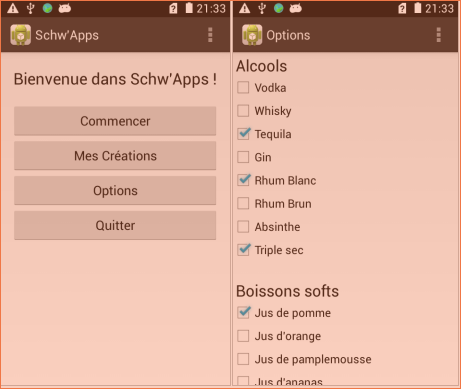 21:33
Schw'Apps
Bienvenue dans Schw'Apps !
Commencer
Mes Créations
Options
Quitter
21:33
Options
Alcools
Vodka
Whisky
Tequila
Gin
Rhum Blanc
Rhum Brun
Absinthe
Triple sec
Boissons softs
Jus de pomme
Jus d'orange
Jus de pamplemousse
Jus d'ananas